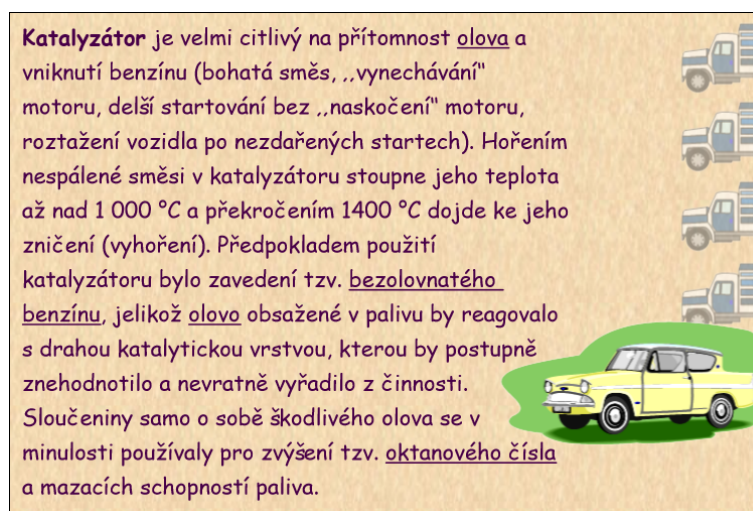 Katalyzátor je velmi citlivý na přítomnost olova a
vniknutí benzínu (bohatá směs, ,,vynechávání"
motoru, delší startování bez ,,naskočení" motoru,
roztažení vozidla po nezdařených startech). Hořením
nespálené směsi v katalyzátoru stoupne jeho teplota
až nad 1 000 °C a překročením 1400 °C dojde ke jeho
zničení (vyhoření). Předpokladem použití
katalyzátoru bylo zavedení tzv. bezolovnatého
benzínu, jelikož olovo obsažené v palivu by reagovalo
s drahou katalytickou vrstvou, kterou by postupně
znehodnotilo a nevratně vyřadilo z činnosti.
Sloučeniny samo o sobě škodlivého olova se v
minulosti používaly pro zvýšení tzv. oktanového čísla
a mazacích schopností paliva.